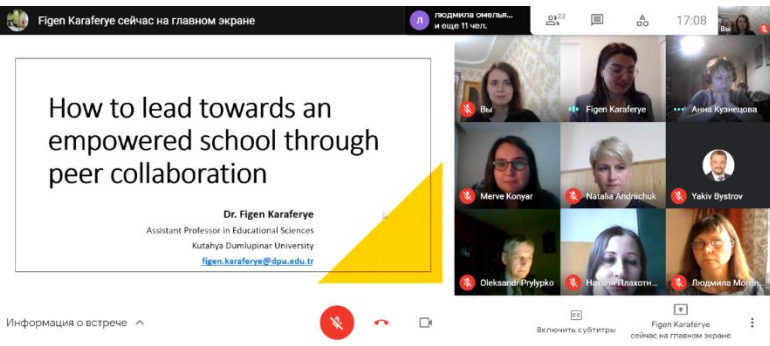 Figen Karaferye сейчас на главном экране
Л
людмила омелья...
и еще 11 чел.
22
17:08
Вы
How to lead towards an
empowered school through
peer collaboration
Dr. Figen Karaferye
Assistant Professor in Educational Sciences
Kutahya Dumlupinar University
figen.karaferye@dpu.edu.tr
Вы
Figen Karaferye
Анна Кузнецова
Merve Konyar
Natalia Andriichuk
Yakiv Bystrov
Oleksandr Prylypko
Наталя Плахотн...
Людмила
Информация о встрече
Включить субтитры
Figen Karaferye
сейчас на главном экране